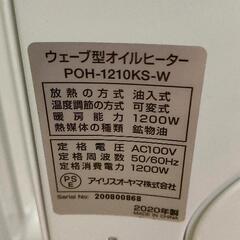 ウェーブ型オイルヒーター
POH-1210KS-W
放熱の方式 油入式
温度調節の方式 可変式
暖房能力 1200W
熱媒体の種類 鉱物油
定格電圧 AC100V
定格周波数 50/60Hz
定格消費電力 1200W
PSE アイリスオーヤマ株式会社
Serial No. 200800868
2020年製
MADE IN CHINA